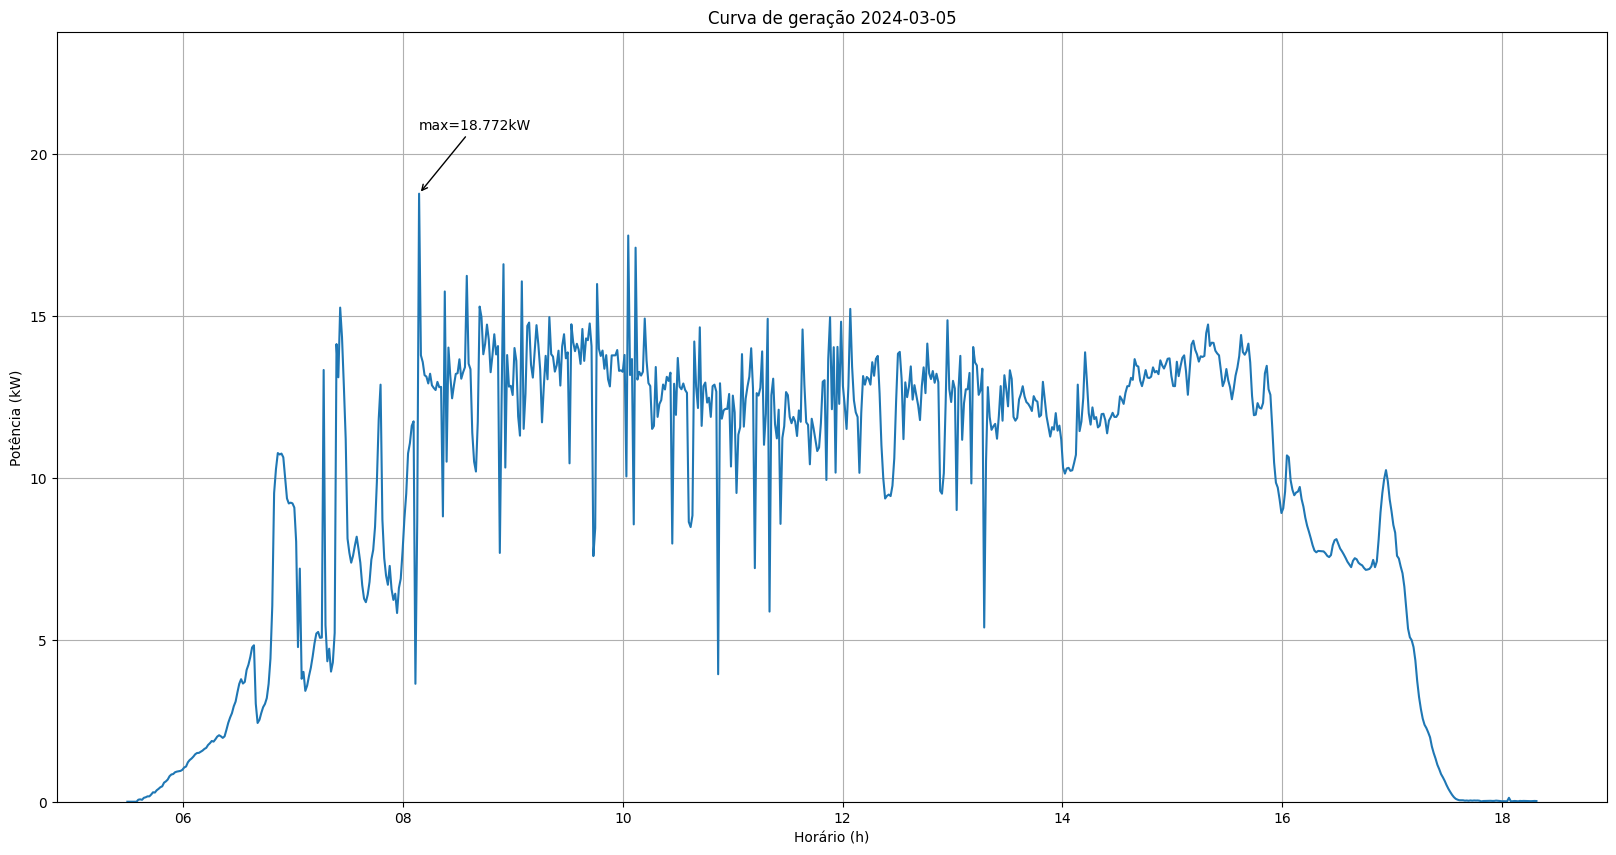 Curva de geração 2024-03-05
max=18.772kW
Potência (kW)
20
15
10
5
0
06 08 10 12 14 16 18
Horário (h)